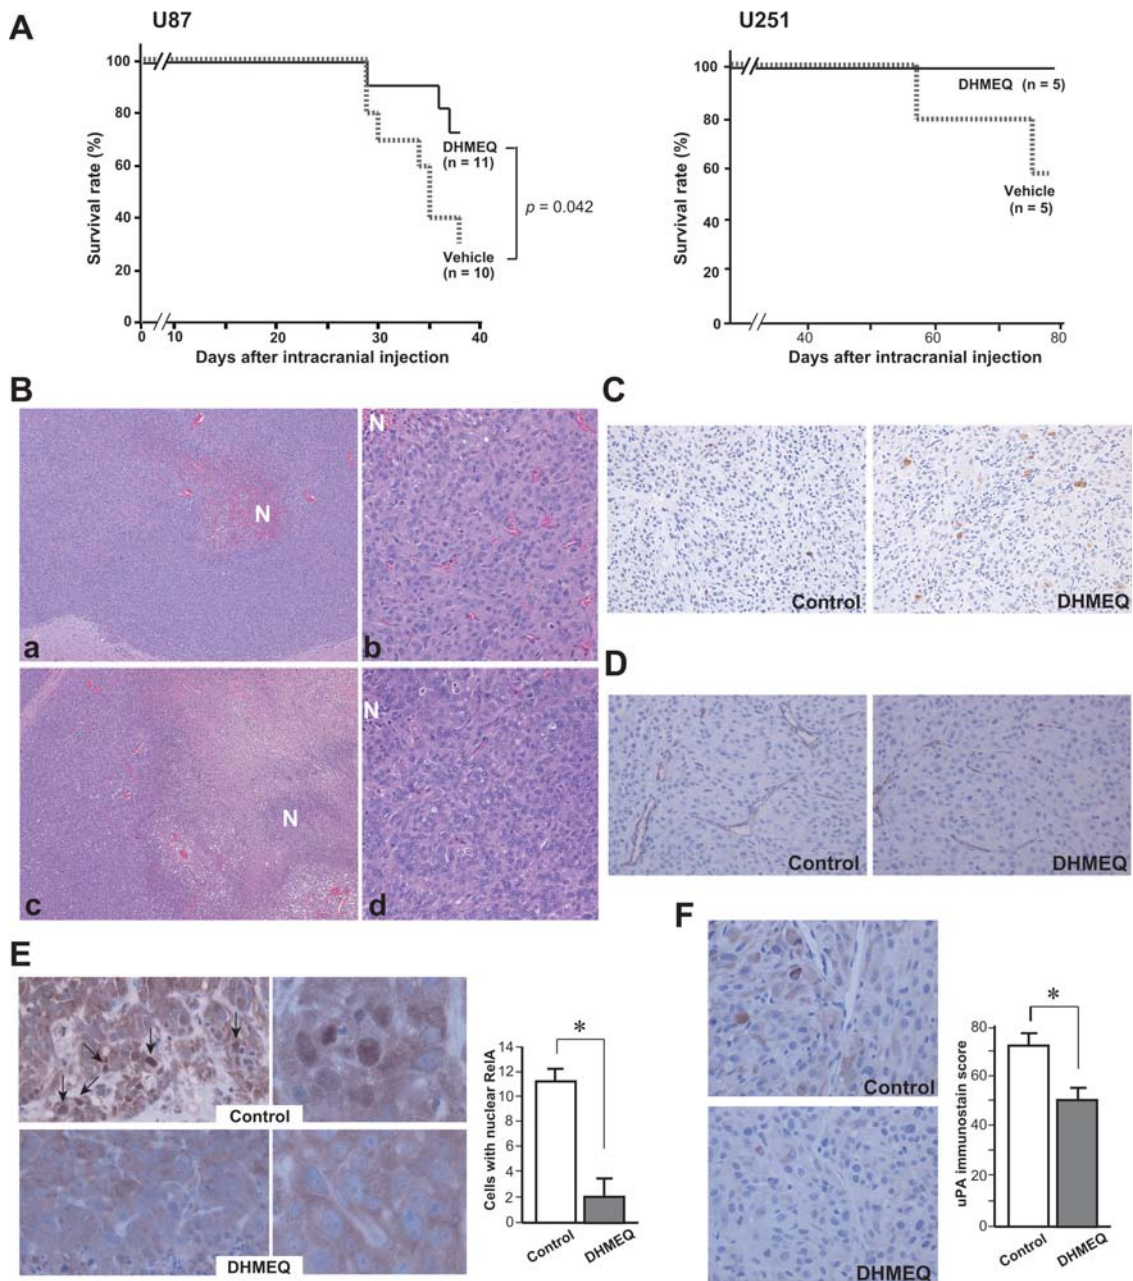 A
U87
U251
Survival rate (%)
100
80
60
40
20
0
DHMEQ
(n = 11)
p = 0.042
Vehicle
(n = 10)
0
10
20
30
40
Days after intracranial injection
Survival rate (%)
100
80
60
40
20
0
DHMEQ (n = 5)
Vehicle
(n = 5)
40
60
80
Days after intracranial injection
B
N
a
N
b
N
c
N
d
C
Control
DHMEQ
D
Control
DHMEQ
E
Control
DHMEQ
Cells with nuclear RelA
14
12
10
8
6
4
2
0
*
Control
DHMEQ
F
Control
DHMEQ
uPA immunostain score
80
60
40
20
0
*
Control
DHMEQ